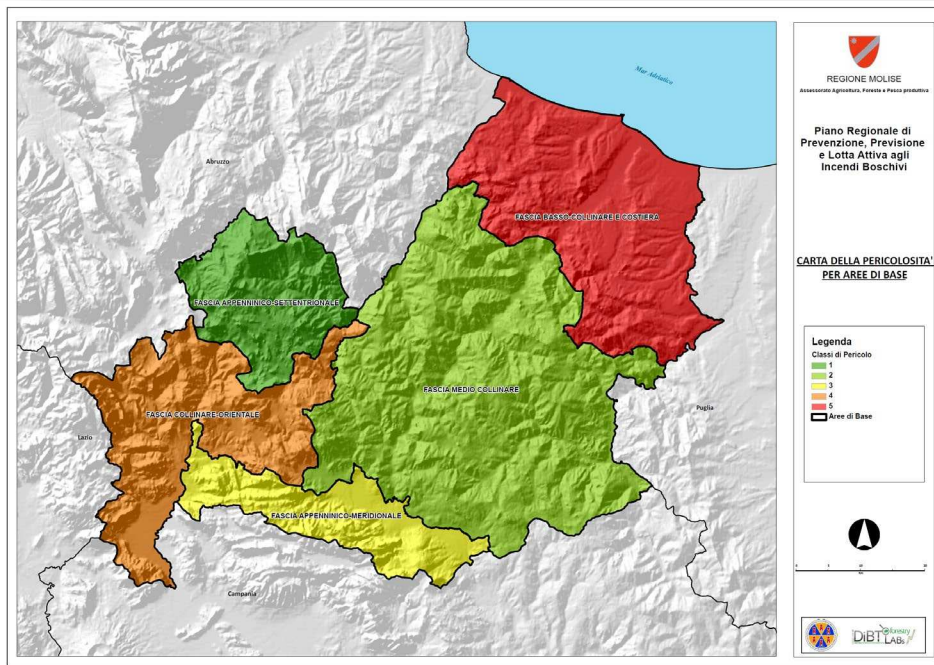 Mar Adriatico
Abruzzo
FASCIA BASSO-COLLINARE E COSTIERA
FASCIA APPENNINICO-SETTENTRIONALE
FASCIA MEDIO COLLINARE
FASCIA COLLINARE-ORIENTALE
Puglia
Lazio
FASCIA APPENNINICO-MERIDIONALE
Campania
REGIONE MOLISE
Assessorato Agricoltura, Foreste e Pesca produttiva
Piano Regionale di
Prevenzione, Previsione
e Lotta Attiva agli
Incendi Boschivi
CARTA DELLA PERICOLOSITA'
PER AREE DI BASE
Legenda
Classi di Pericolo
1
2
3
4
5
Aree di Base
DiBT forestry
LABs